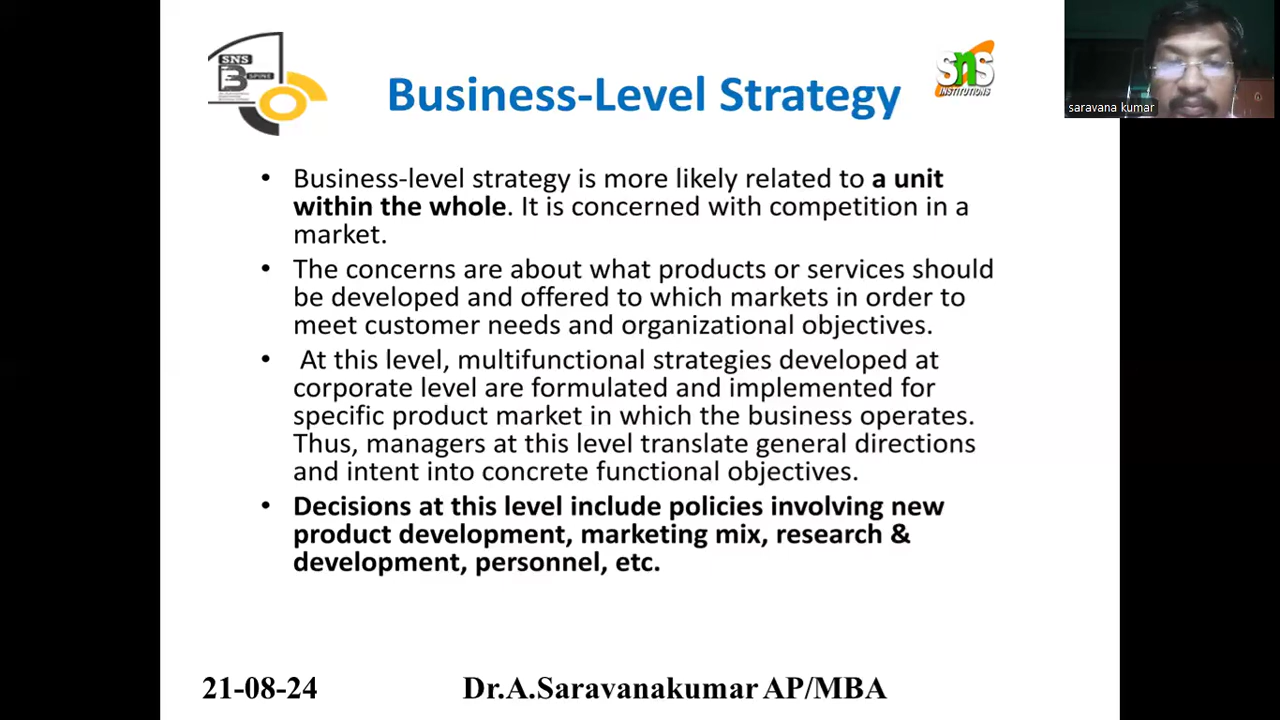 SNS
B SPINE
Business-Level Strategy
SNS
INSTITUTIONS
saravana kumar
• Business-level strategy is more likely related to a unit
within the whole. It is concerned with competition in a
market.
• The concerns are about what products or services should
be developed and offered to which markets in order to
meet customer needs and organizational objectives.
• At this level, multifunctional strategies developed at
corporate level are formulated and implemented for
specific product market in which the business operates.
Thus, managers at this level translate general directions
and intent into concrete functional objectives.
• Decisions at this level include policies involving new
product development, marketing mix, research &
development, personnel, etc.
21-08-24
Dr.A.Saravanakumar AP/MBA